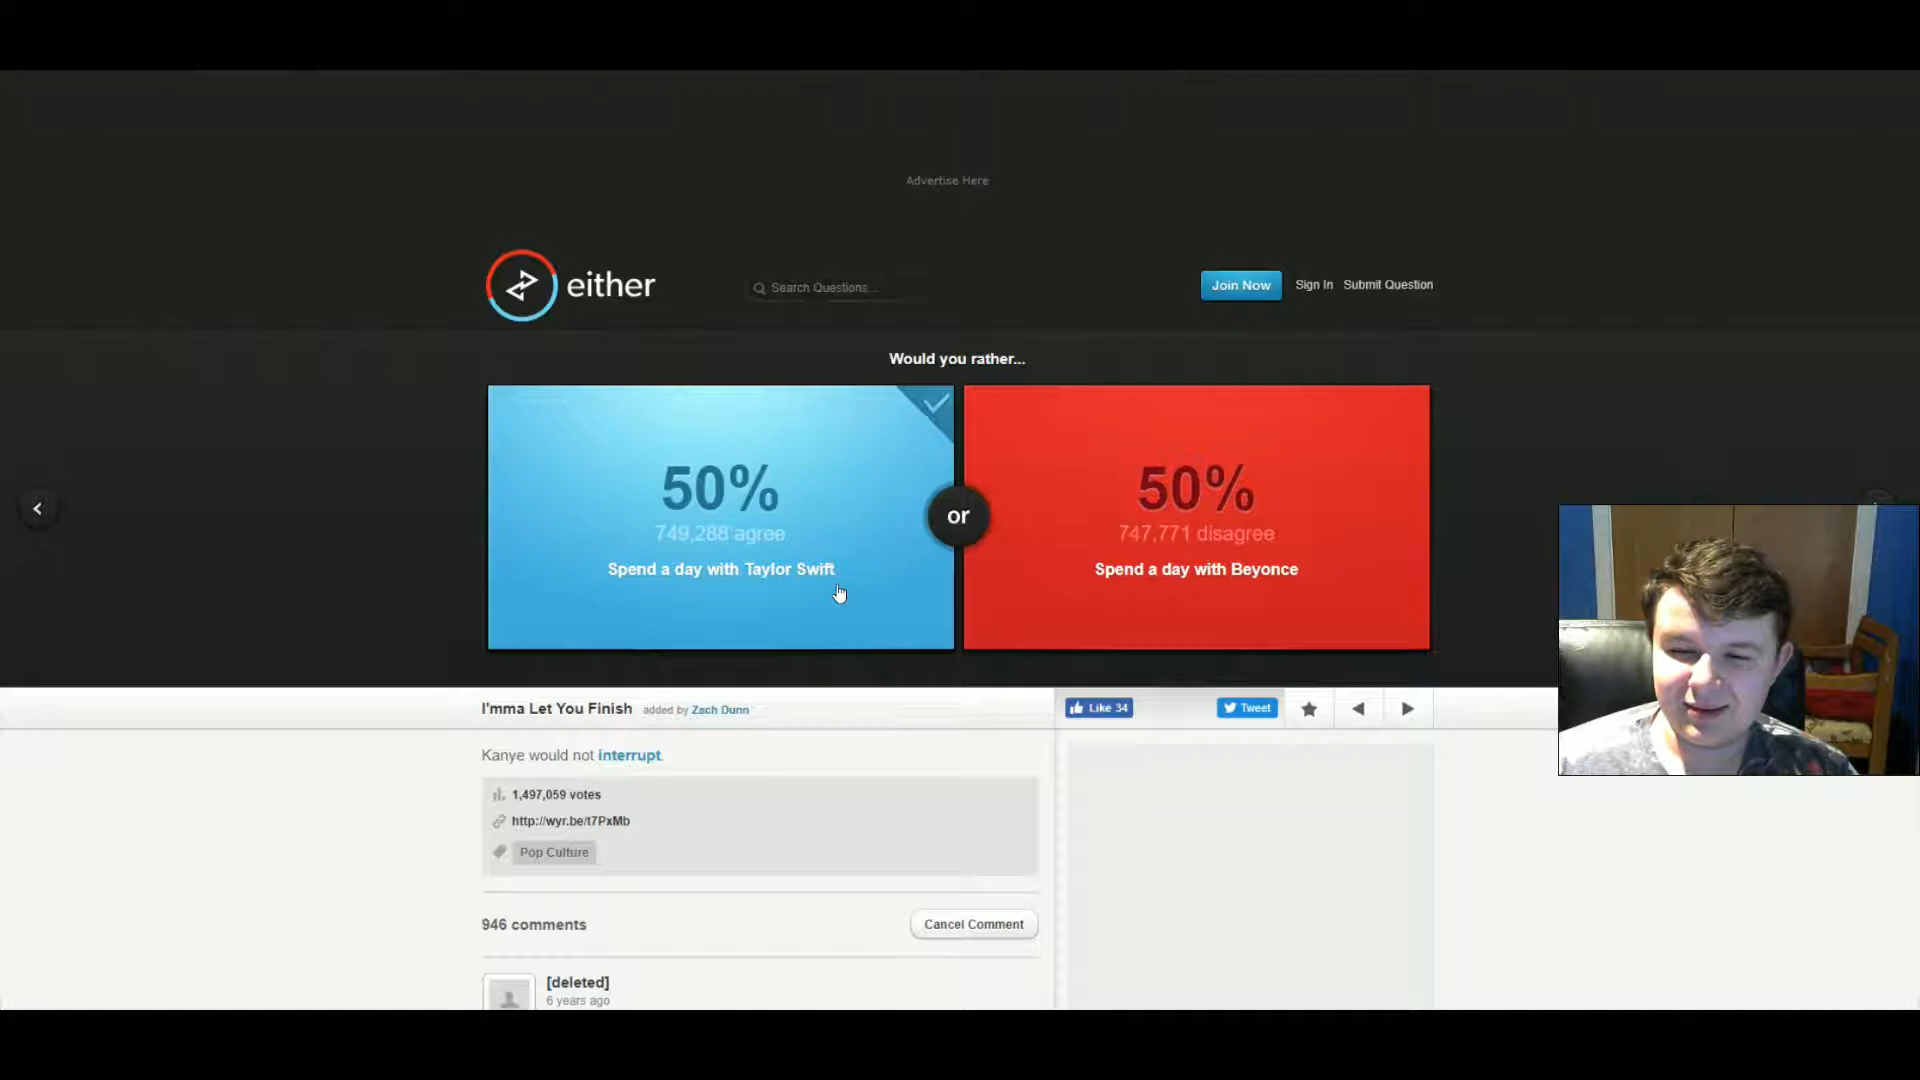 Advertise Here
either
Search Questions...
Join Now
Sign In
Submit Question
Would you rather...
50%
749,288 agree
Spend a day with Taylor Swift
or
50%
747,771 disagree
Spend a day with Beyonce
I'mma Let You Finish added by Zach Dunn
Like 34
Tweet
Kanye would not interrupt.
1,497,059 votes
http://wyr.be/t7PxMb
Pop Culture
946 comments
Cancel Comment
[deleted]
6 years ago